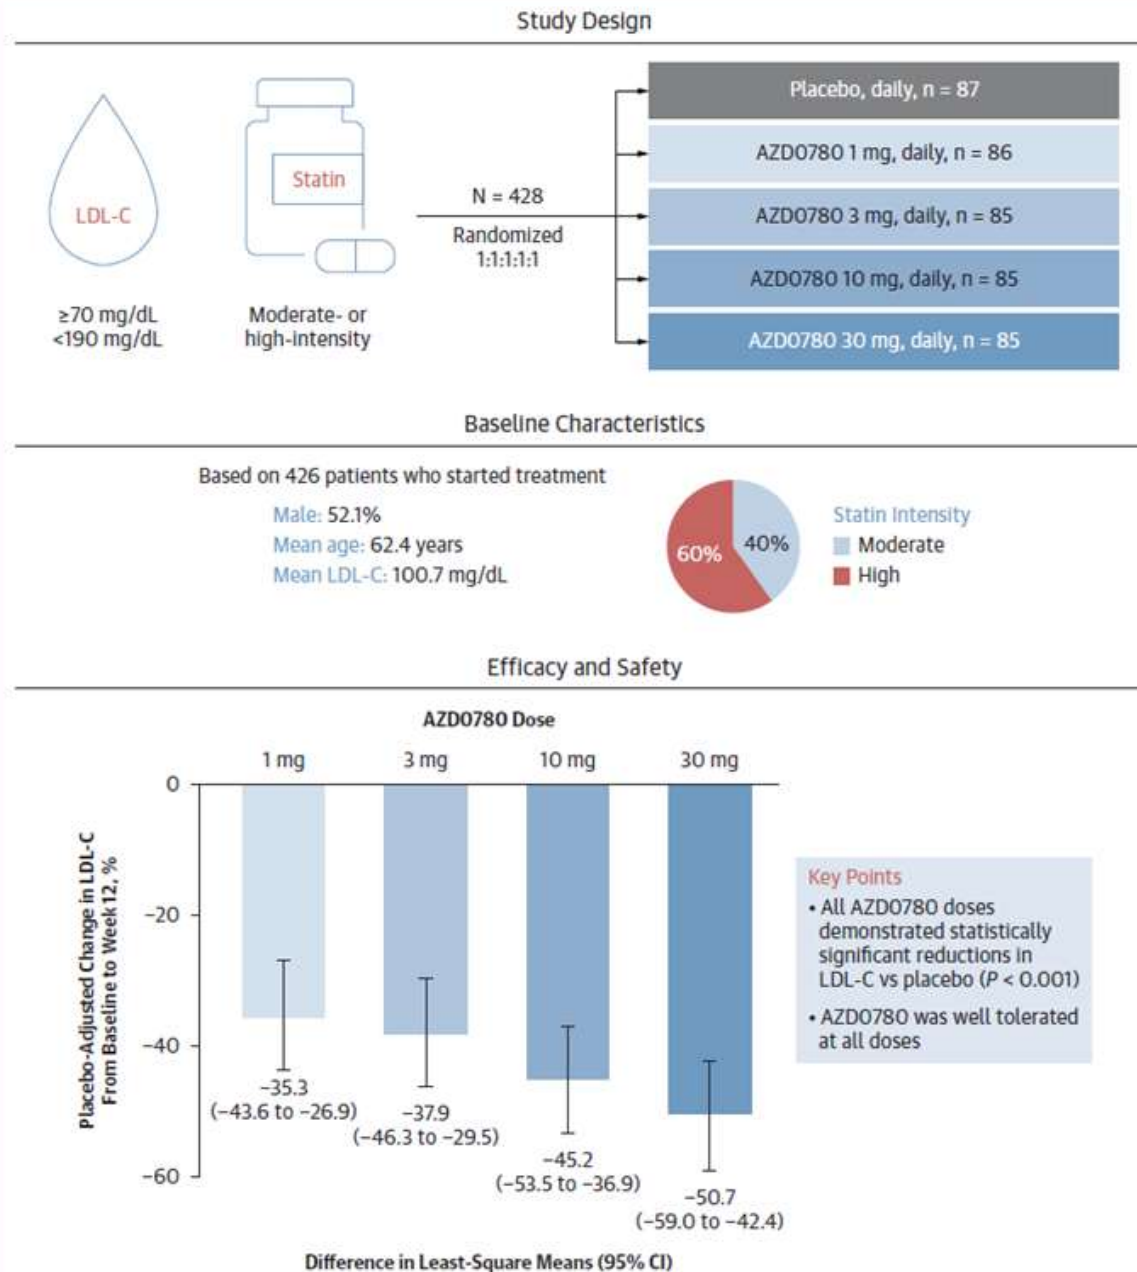 Study Design
LDL-C
≥70 mg/dL
<190 mg/dL
Statin
Moderate- or
high-intensity
N = 428
Randomized
1:1:1:1:1
Placebo, daily, n = 87
AZD0780 1 mg, daily, n = 86
AZD0780 3 mg, daily, n = 85
AZD0780 10 mg, daily, n = 85
AZD0780 30 mg, daily, n = 85
Baseline Characteristics
Based on 426 patients who started treatment
Male: 52.1%
Mean age: 62.4 years
Mean LDL-C: 100.7 mg/dL
60%
40%
Statin Intensity
Moderate
High
Efficacy and Safety
AZD0780 Dose
1 mg
3 mg
10 mg
30 mg
Placebo-Adjusted Change in LDL-C
From Baseline to Week 12, %
0
−20
−40
−60
−35.3
(−43.6 to −26.9)
−37.9
(−46.3 to −29.5)
−45.2
(−53.5 to −36.9)
−50.7
(−59.0 to −42.4)
Difference in Least-Square Means (95% CI)
Key Points
• All AZD0780 doses
demonstrated statistically
significant reductions in
LDL-C vs placebo (P < 0.001)
• AZD0780 was well tolerated
at all doses